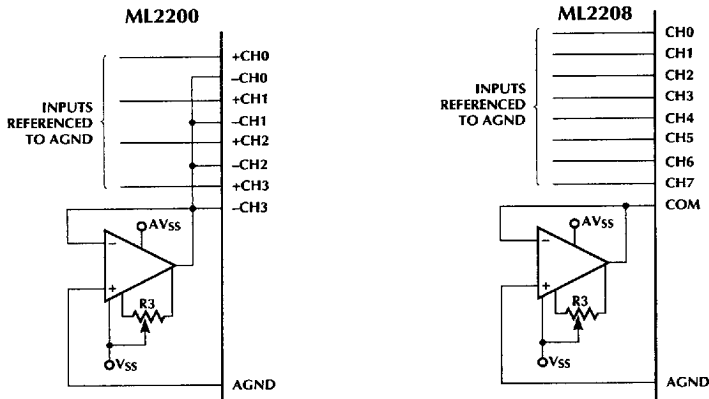 ML2200
+CH0
−CH0
+CH1
−CH1
+CH2
−CH2
+CH3
−CH3
INPUTS
REFERENCED
TO AGND
AVSS
−
+
R3
VSS
AGND
ML2208
CH0
CH1
CH2
CH3
CH4
CH5
CH6
CH7
COM
INPUTS
REFERENCED
TO AGND
AVSS
−
+
R3
VSS
AGND